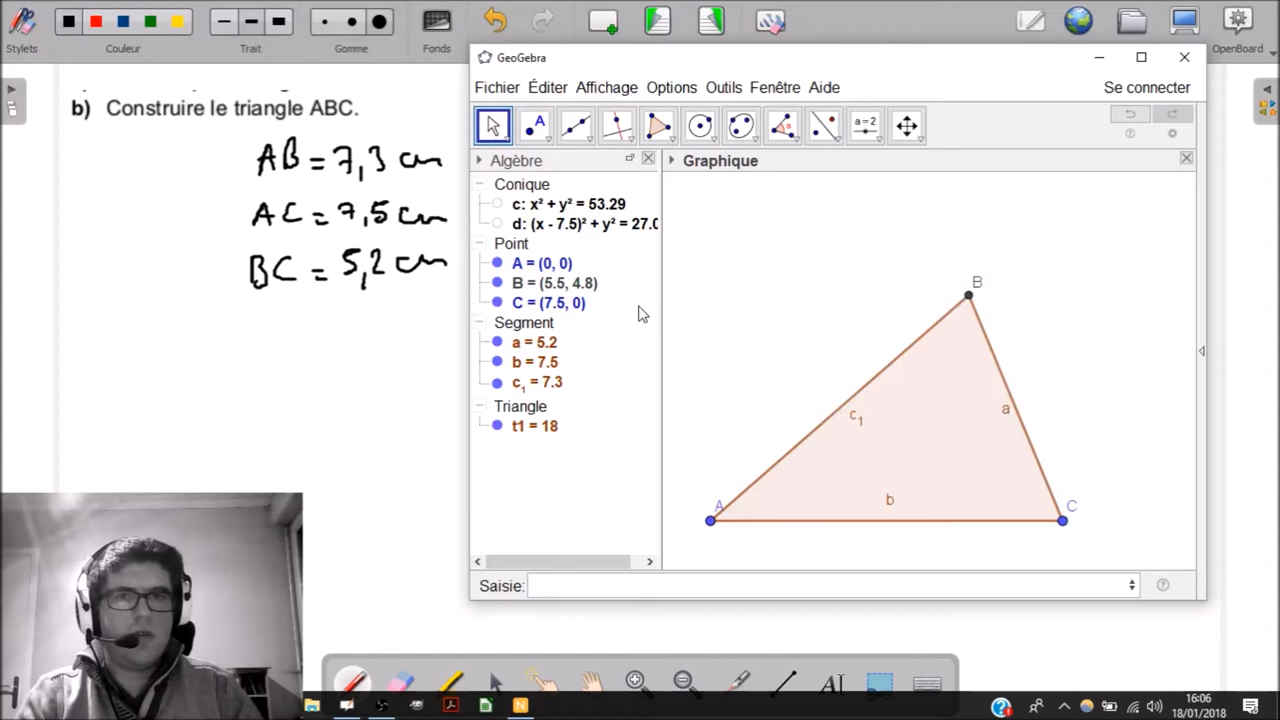 Stylets
Couleur
Trait
Gomme
Fonds
OpenBoard
b) Construire le triangle ABC.
AB = 7,3 cm
AC = 7,5 cm
BC = 5,2 cm
GeoGebra
Fichier Éditer Affichage Options Outils Fenêtre Aide Se connecter
A
a=2
Algèbre
Graphique
Conique
c: x² + y² = 53.29
d: (x - 7.5)² + y² = 27.0
Point
A = (0, 0)
B = (5.5, 4.8)
C = (7.5, 0)
Segment
a = 5.2
b = 7.5
c₁ = 7.3
Triangle
t1 = 18
B
c₁
a
A
b
C
Saisie:
16:06
18/01/2018